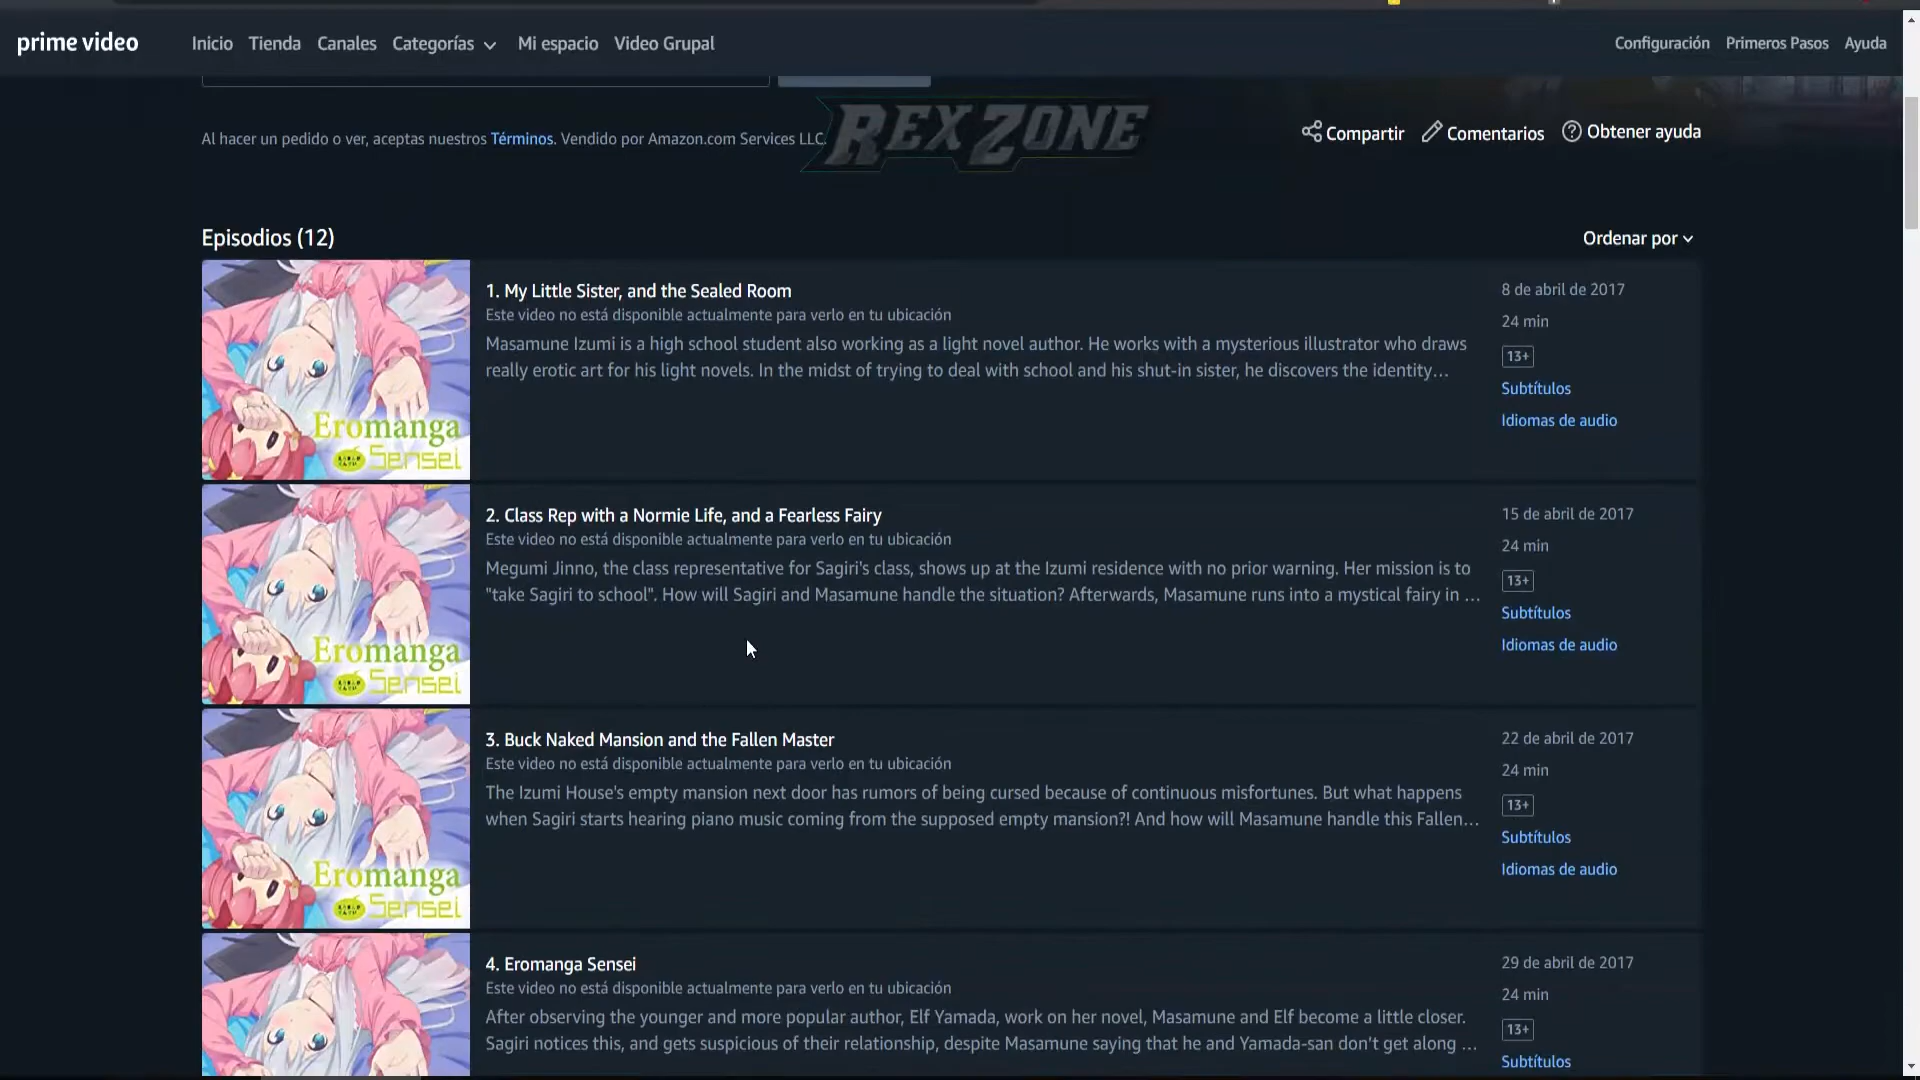 prime video
Inicio Tienda Canales Categorías Mi espacio Video Grupal
Configuración Primeros Pasos Ayuda
REX ZONE
Al hacer un pedido o ver, aceptas nuestros Términos. Vendido por Amazon.com Services LLC.
Compartir Comentarios Obtener ayuda
Episodios (12)
Ordenar por
Eromanga
Sensei
1. My Little Sister, and the Sealed Room
Este video no está disponible actualmente para verlo en tu ubicación
Masamune Izumi is a high school student also working as a light novel author. He works with a mysterious illustrator who draws
really erotic art for his light novels. In the midst of trying to deal with school and his shut-in sister, he discovers the identity…
8 de abril de 2017
24 min
13+
Subtítulos
Idiomas de audio
Eromanga
Sensei
2. Class Rep with a Normie Life, and a Fearless Fairy
Este video no está disponible actualmente para verlo en tu ubicación
Megumi Jinno, the class representative for Sagiri's class, shows up at the Izumi residence with no prior warning. Her mission is to
"take Sagiri to school". How will Sagiri and Masamune handle the situation? Afterwards, Masamune runs into a mystical fairy in …
15 de abril de 2017
24 min
13+
Subtítulos
Idiomas de audio
Eromanga
Sensei
3. Buck Naked Mansion and the Fallen Master
Este video no está disponible actualmente para verlo en tu ubicación
The Izumi House's empty mansion next door has rumors of being cursed because of continuous misfortunes. But what happens
when Sagiri starts hearing piano music coming from the supposed empty mansion?! And how will Masamune handle this Fallen…
22 de abril de 2017
24 min
13+
Subtítulos
Idiomas de audio
4. Eromanga Sensei
Este video no está disponible actualmente para verlo en tu ubicación
After observing the younger and more popular author, Elf Yamada, work on her novel, Masamune and Elf become a little closer.
Sagiri notices this, and gets suspicious of their relationship, despite Masamune saying that he and Yamada-san don't get along …
29 de abril de 2017
24 min
13+
Subtítulos